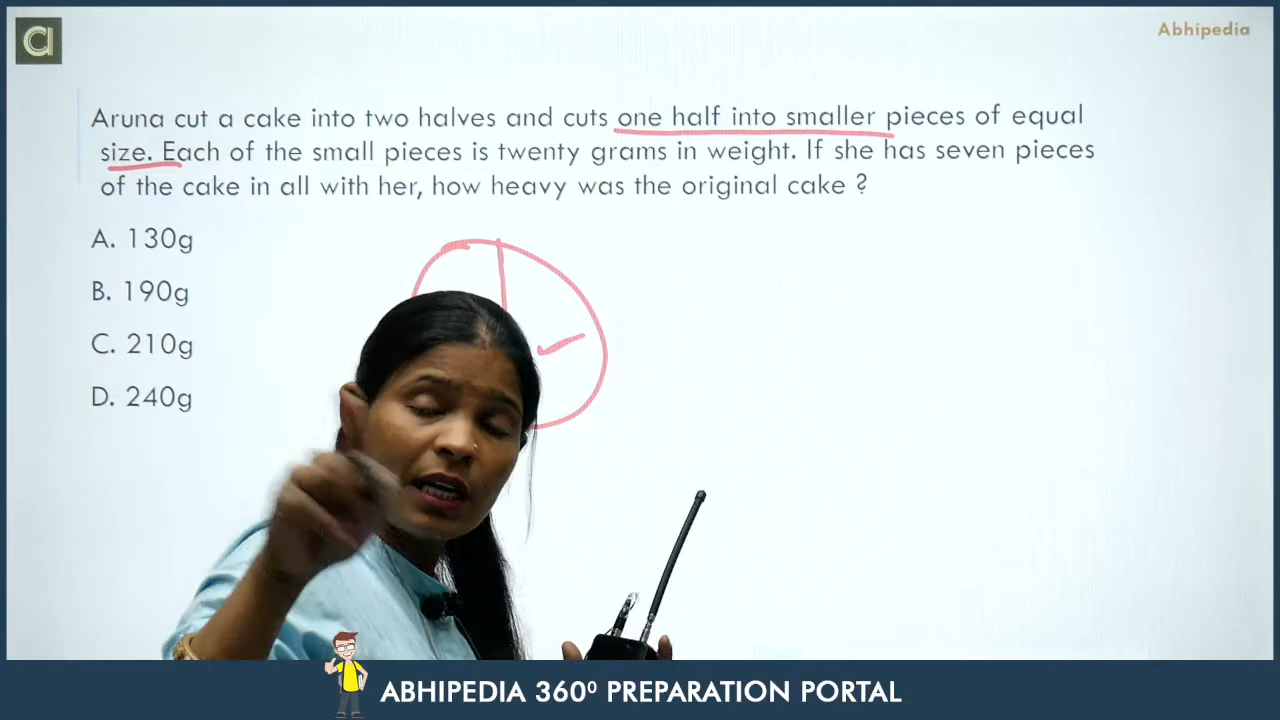 Abhipedia
Aruna cut a cake into two halves and cuts one half into smaller pieces of equal
size. Each of the small pieces is twenty grams in weight. If she has seven pieces
of the cake in all with her, how heavy was the original cake ?
A. 130g
B. 190g
C. 210g
D. 240g
ABHIPEDIA 360⁰ PREPARATION PORTAL